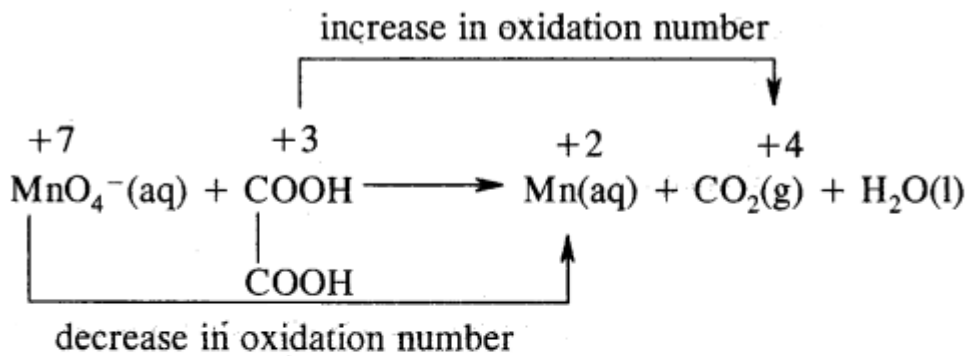 increase in oxidation number
+7 +3 +2 +4
MnO₄⁻(aq) + COOH → Mn(aq) + CO₂(g) + H₂O(l)
COOH
decrease in oxidation number